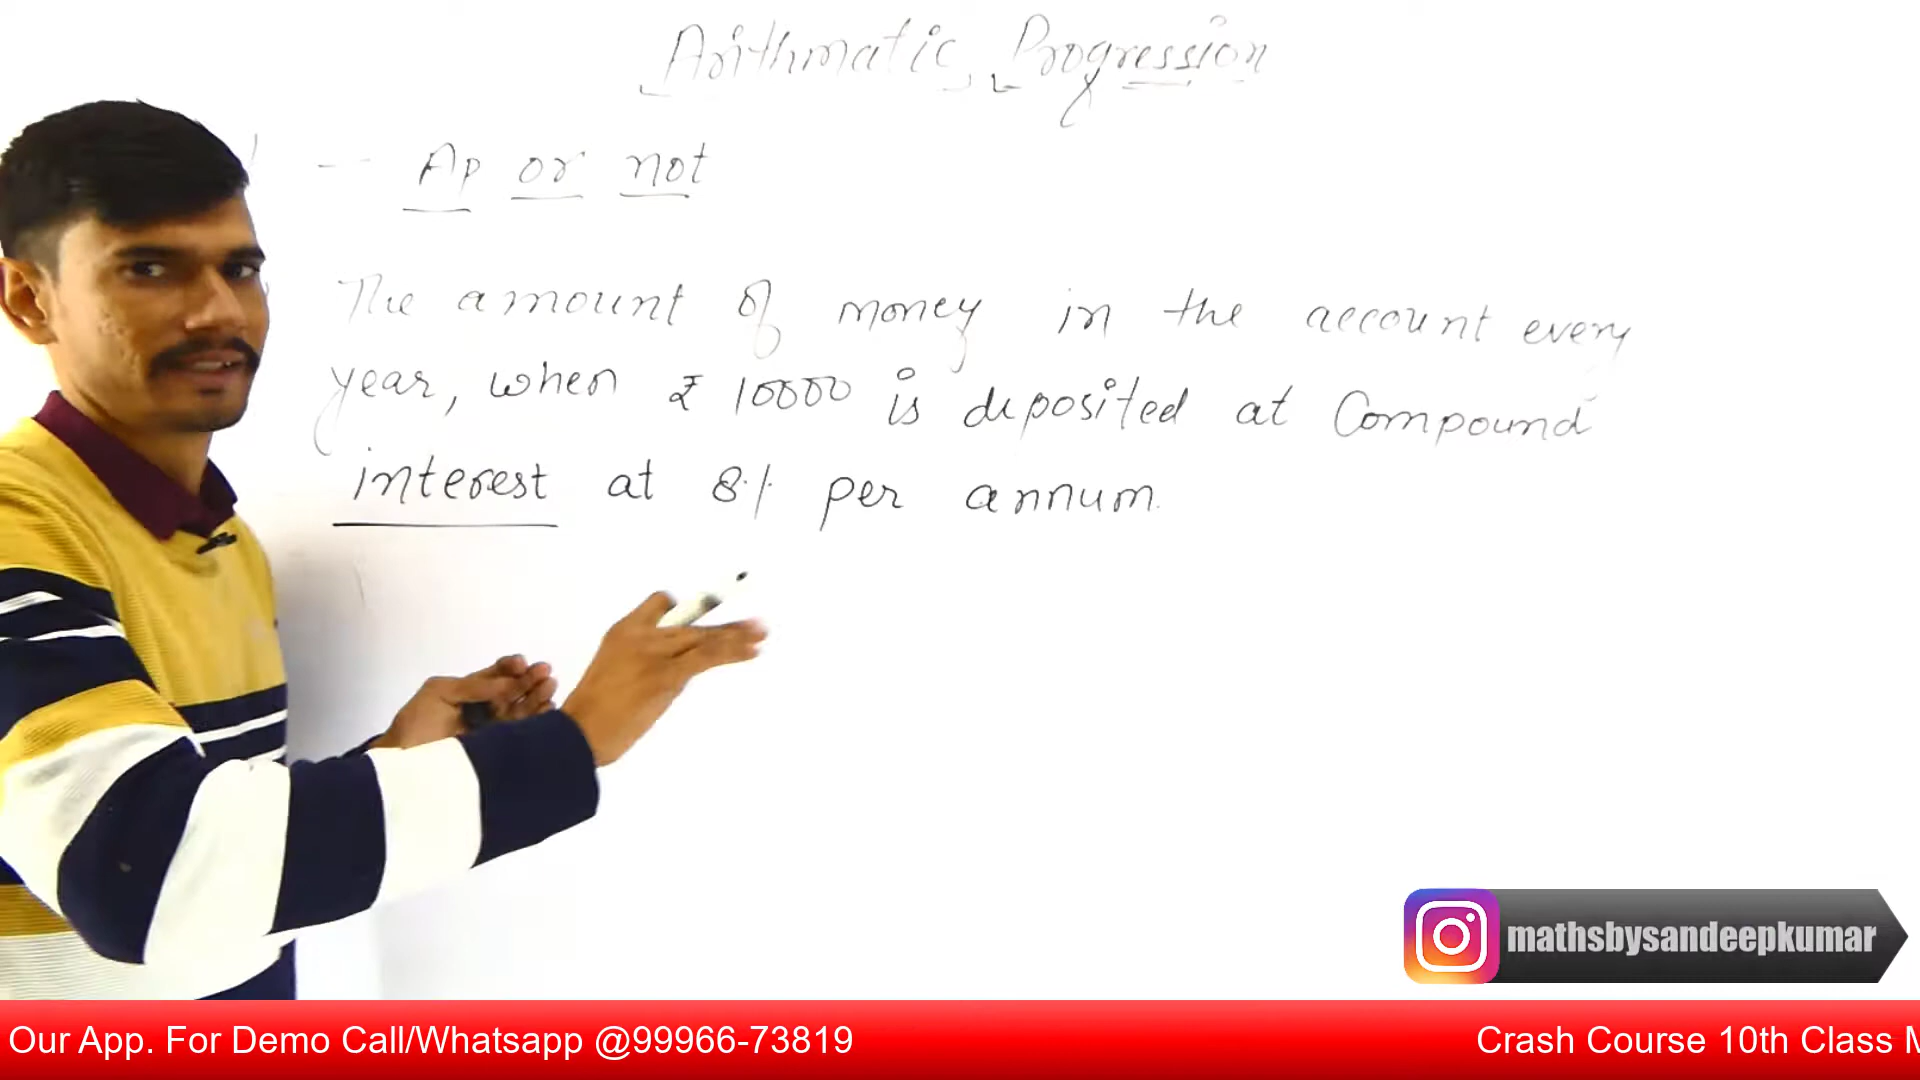 Arithmatic Progression
1 - Ap or not
The amount of money in the account every
year, when ₹ 10000 is deposited at Compound
interest at 8% per annum.
mathsbysandeepkumar
Our App. For Demo Call/Whatsapp @99966-73819
Crash Course 10th Class M